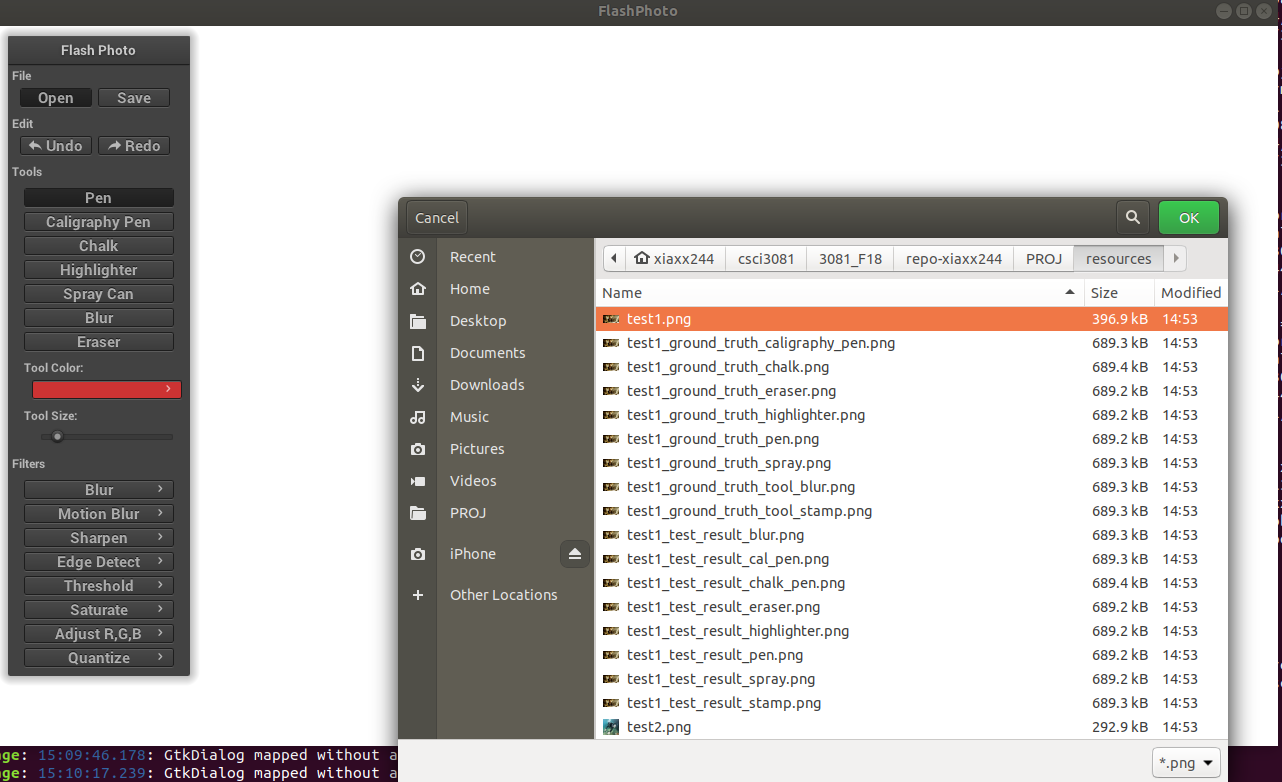 FlashPhoto
Flash Photo
File
Open Save
Edit
Undo Redo
Tools
Pen
Caligraphy Pen
Chalk
Highlighter
Spray Can
Blur
Eraser
Tool Color:
Tool Size:
Filters
Blur
Motion Blur
Sharpen
Edge Detect
Threshold
Saturate
Adjust R,G,B
Quantize
Cancel OK
Recent
Home
Desktop
Documents
Downloads
Music
Pictures
Videos
PROJ
iPhone
Other Locations
xiaxx244 csci3081 3081_F18 repo-xiaxx244 PROJ resources
Name Size Modified
test1.png 396.9 kB 14:53
test1_ground_truth_caligraphy_pen.png 689.3 kB 14:53
test1_ground_truth_chalk.png 689.4 kB 14:53
test1_ground_truth_eraser.png 689.2 kB 14:53
test1_ground_truth_highlighter.png 689.2 kB 14:53
test1_ground_truth_pen.png 689.2 kB 14:53
test1_ground_truth_spray.png 689.3 kB 14:53
test1_ground_truth_tool_blur.png 689.3 kB 14:53
test1_ground_truth_tool_stamp.png 689.3 kB 14:53
test1_test_result_blur.png 689.3 kB 14:53
test1_test_result_cal_pen.png 689.3 kB 14:53
test1_test_result_chalk_pen.png 689.4 kB 14:53
test1_test_result_eraser.png 689.2 kB 14:53
test1_test_result_highlighter.png 689.2 kB 14:53
test1_test_result_pen.png 689.2 kB 14:53
test1_test_result_spray.png 689.2 kB 14:53
test1_test_result_stamp.png 689.3 kB 14:53
test2.png 292.9 kB 14:53
*.png
age: 15:09:46.178: GtkDialog mapped without a
age: 15:10:17.239: GtkDialog mapped without a